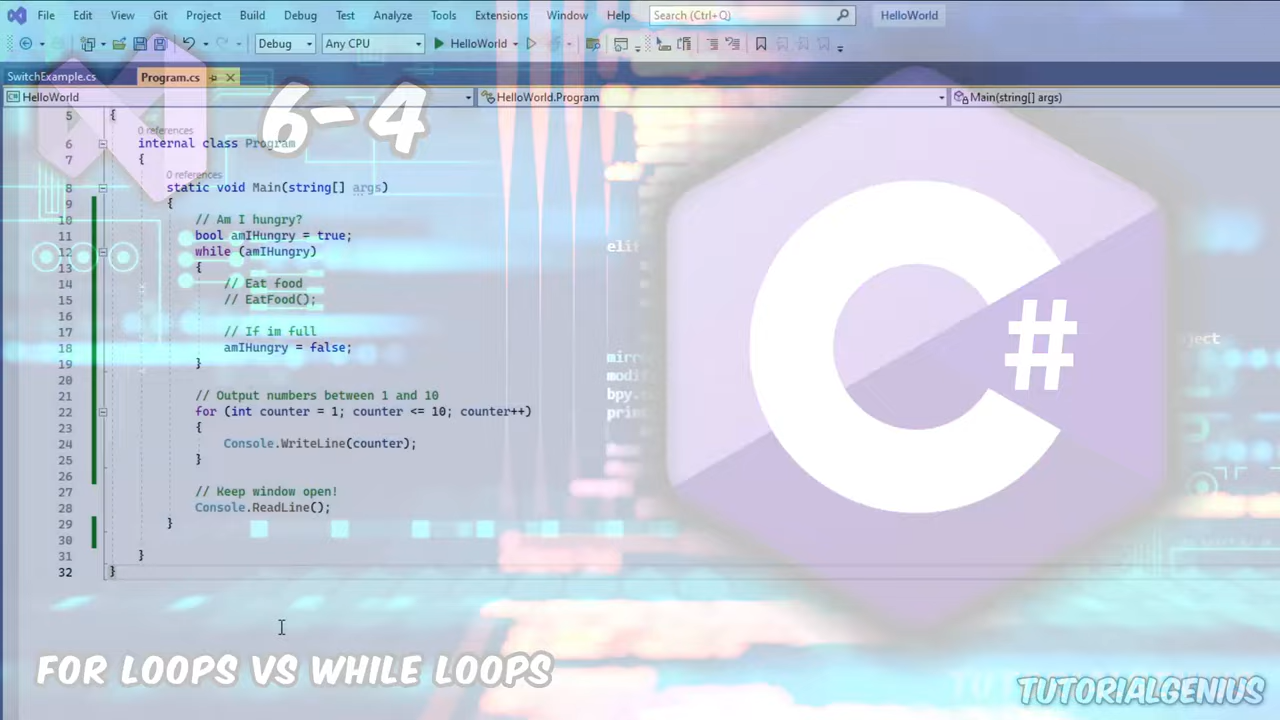 File Edit View Git Project Build Debug Test Analyze Tools Extensions Window Help Search (Ctrl+Q) HelloWorld
Debug Any CPU HelloWorld
SwitchExample.cs Program.cs
HelloWorld HelloWorld.Program Main(string[] args)
6-4
5 {
0 references
6 internal class Program
7 {
0 references
8 static void Main(string[] args)
9 {
10 // Am I hungry?
11 bool amIHungry = true;
12 while (amIHungry)
13 {
14 // Eat food
15 // EatFood();
16
17 // If im full
18 amIHungry = false;
19 }
20
21 // Output numbers between 1 and 10
22 for (int counter = 1; counter <= 10; counter++)
23 {
24 Console.WriteLine(counter);
25 }
26
27 // Keep window open!
28 Console.ReadLine();
29 }
30
31 }
32 }
C#
FOR LOOPS VS WHILE LOOPS
TUTORIALGENIUS